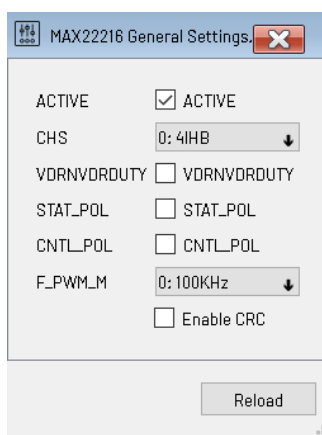 MAX22216 General Settings.
ACTIVE ACTIVE
CHS 0: 4IHB
VDRNVDRDUTY VDRNVDRDUTY
STAT_POL STAT_POL
CNTL_POL CNTL_POL
F_PWM_M 0: 100KHz
Enable CRC
Reload